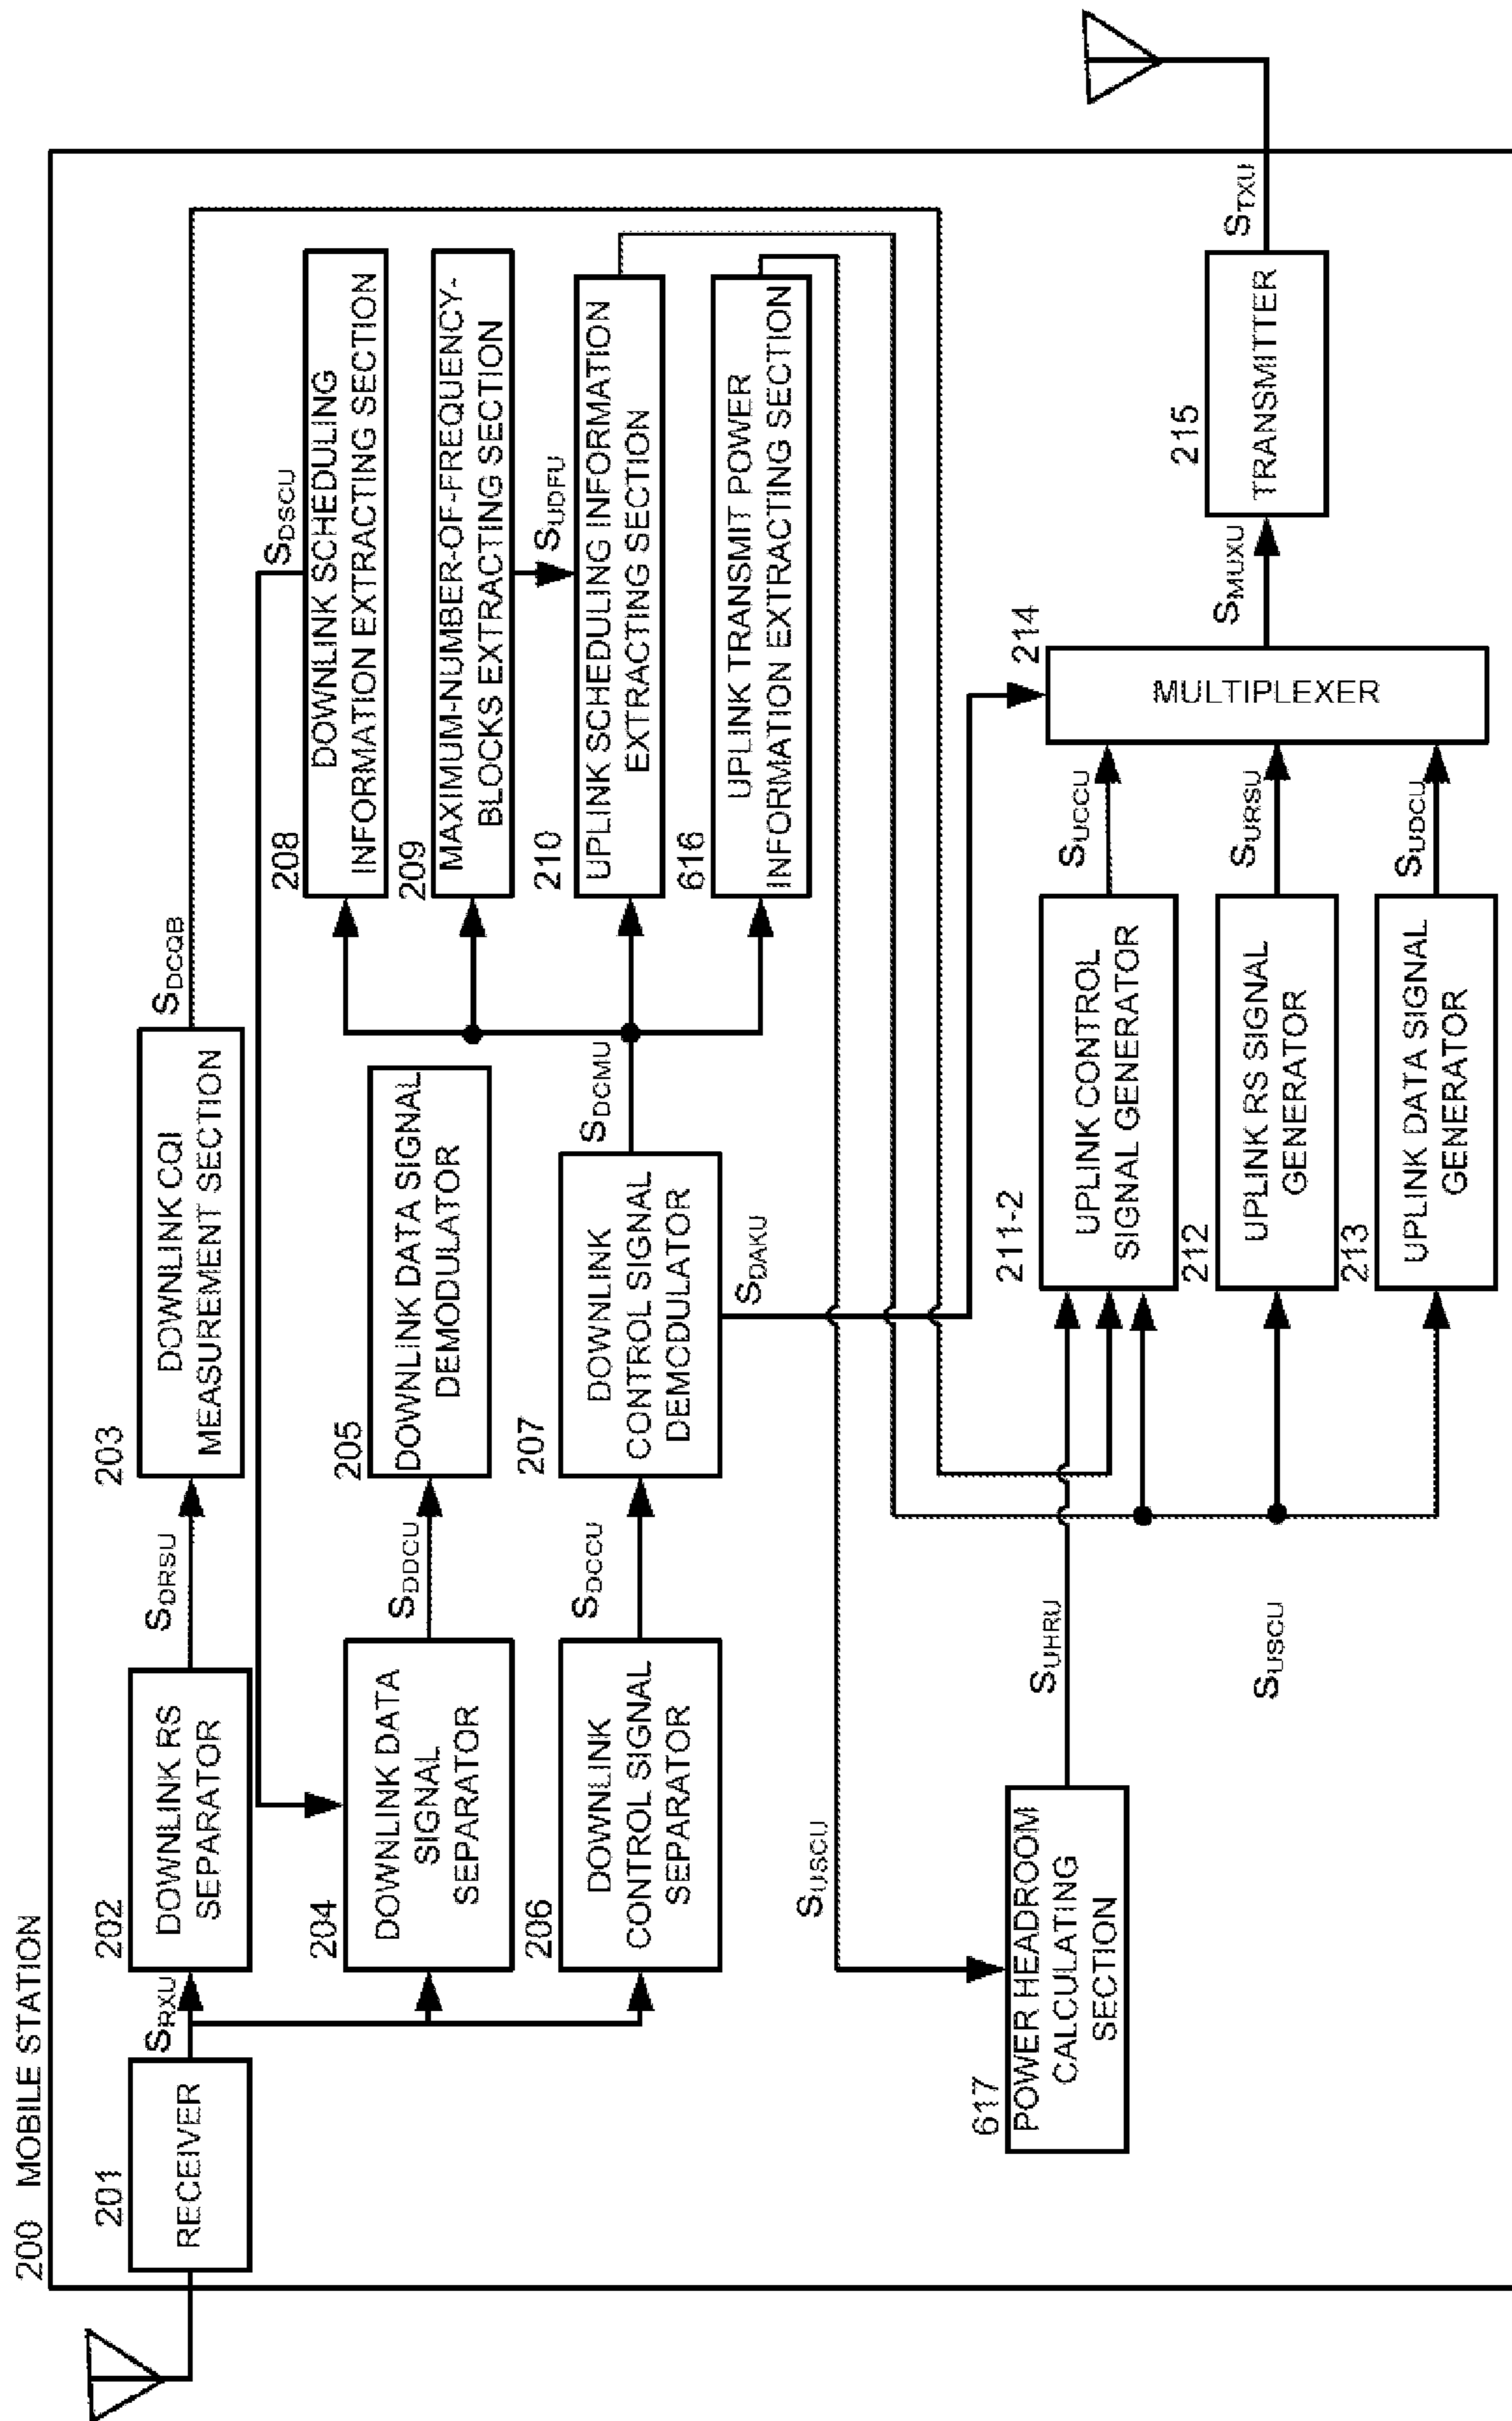 200 MOBILE STATION
201
RECEIVER
SRXU
202
DOWNLINK RS
SEPARATOR
SDRSU
203
DOWNLINK CQI
MEASUREMENT SECTION
SDCQB
204
DOWNLINK DATA
SIGNAL
SEPARATOR
SDDCU
205
DOWNLINK DATA SIGNAL
DEMODULATOR
206
DOWNLINK
CONTROL SIGNAL
SEPARATOR
SDCCU
207
DOWNLINK
CONTROL SIGNAL
DEMODULATOR
SDCMU
SDAKU
SDSCU
208
DOWNLINK SCHEDULING
INFORMATION EXTRACTING SECTION
209
MAXIMUM-NUMBER-OF-FREQUENCY-
BLOCKS EXTRACTING SECTION
SUDFU
210
UPLINK SCHEDULING INFORMATION
EXTRACTING SECTION
616
UPLINK TRANSMIT POWER
INFORMATION EXTRACTING SECTION
SUSCU
617
POWER HEADROOM
CALCULATING
SECTION
SUHRU
SUSCU
211-2
UPLINK CONTROL
SIGNAL GENERATOR
SUCCU
212
UPLINK RS SIGNAL
GENERATOR
SURSU
213
UPLINK DATA SIGNAL
GENERATOR
SUDCU
214
MULTIPLEXER
SMUXU
215
TRANSMITTER
STXU